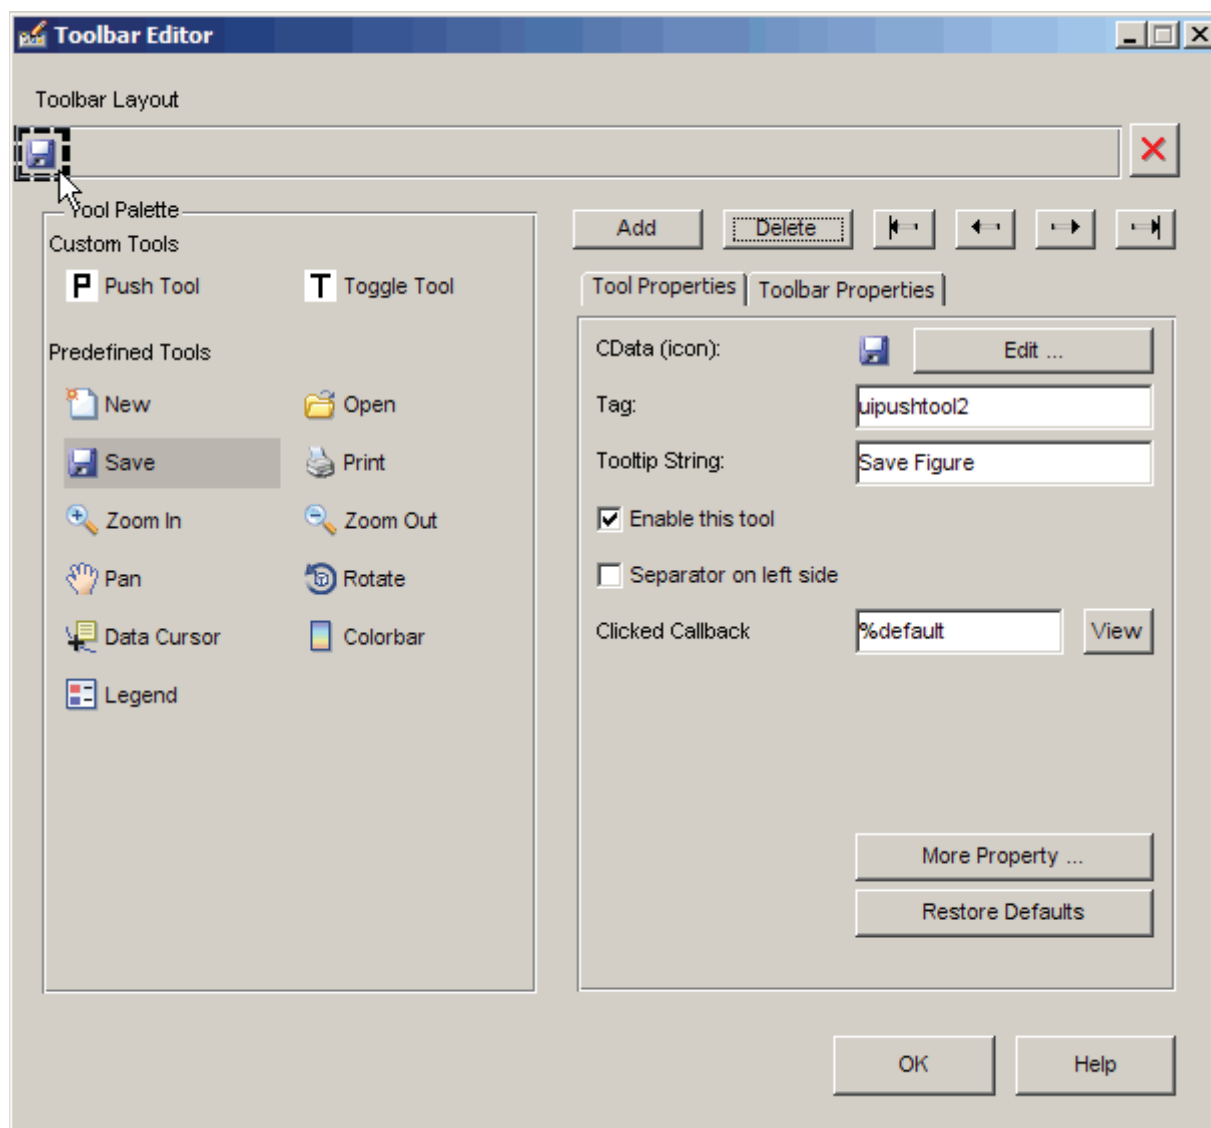 Toolbar Editor
Toolbar Layout
Tool Palette
Custom Tools
P Push Tool
T Toggle Tool
Predefined Tools
New
Open
Save
Print
Zoom In
Zoom Out
Pan
Rotate
Data Cursor
Colorbar
Legend
Add
Delete
Tool Properties
Toolbar Properties
CData (icon):
Edit ...
Tag:
uipushtool2
Tooltip String:
Save Figure
Enable this tool
Separator on left side
Clicked Callback
%default
View
More Property ...
Restore Defaults
OK
Help